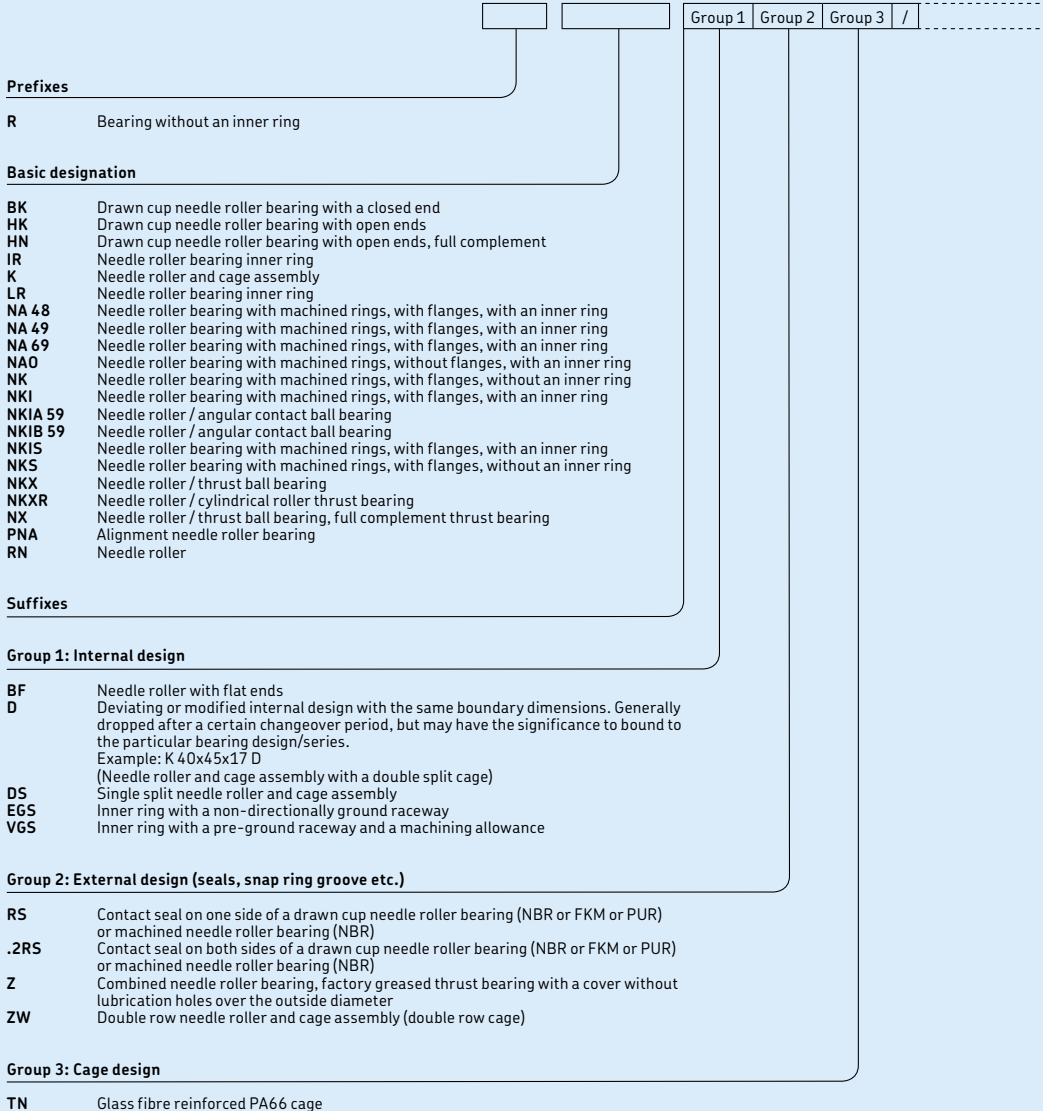 Group 1 Group 2 Group 3 /
Prefixes
R Bearing without an inner ring
Basic designation
BK Drawn cup needle roller bearing with a closed end
HK Drawn cup needle roller bearing with open ends
HN Drawn cup needle roller bearing with open ends, full complement
IR Needle roller bearing inner ring
K Needle roller and cage assembly
LR Needle roller bearing inner ring
NA 48 Needle roller bearing with machined rings, with flanges, with an inner ring
NA 49 Needle roller bearing with machined rings, with flanges, with an inner ring
NA 69 Needle roller bearing with machined rings, with flanges, with an inner ring
NAO Needle roller bearing with machined rings, without flanges, with an inner ring
NK Needle roller bearing with machined rings, with flanges, without an inner ring
NKI Needle roller bearing with machined rings, with flanges, with an inner ring
NKIA 59 Needle roller / angular contact ball bearing
NKIB 59 Needle roller / angular contact ball bearing
NKIS Needle roller bearing with machined rings, with flanges, with an inner ring
NKS Needle roller bearing with machined rings, with flanges, without an inner ring
NKX Needle roller / thrust ball bearing
NKXR Needle roller / cylindrical roller thrust bearing
NX Needle roller / thrust ball bearing, full complement thrust bearing
PNA Alignment needle roller bearing
RN Needle roller
Suffixes
Group 1: Internal design
BF Needle roller with flat ends
D Deviating or modified internal design with the same boundary dimensions. Generally
dropped after a certain changeover period, but may have the significance to bound to
the particular bearing design/series.
Example: K 40x45x17 D
(Needle roller and cage assembly with a double split cage)
DS Single split needle roller and cage assembly
EGS Inner ring with a non-directionally ground raceway
VGS Inner ring with a pre-ground raceway and a machining allowance
Group 2: External design (seals, snap ring groove etc.)
RS Contact seal on one side of a drawn cup needle roller bearing (NBR or FKM or PUR)
or machined needle roller bearing (NBR)
.2RS Contact seal on both sides of a drawn cup needle roller bearing (NBR or FKM or PUR)
or machined needle roller bearing (NBR)
Z Combined needle roller bearing, factory greased thrust bearing with a cover without
lubrication holes over the outside diameter
ZW Double row needle roller and cage assembly (double row cage)
Group 3: Cage design
TN Glass fibre reinforced PA66 cage